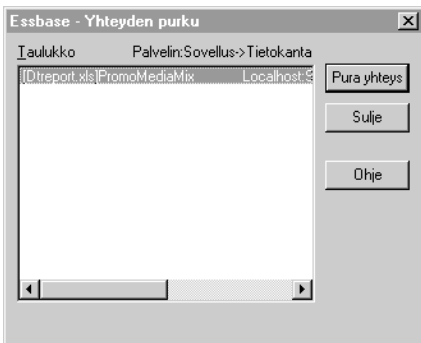 Essbase - Yhteyden purku
Taulukko Palvelin:Sovellus->Tietokanta
[Dtreport.xls]PromoMediaMix Localhost:S
Pura yhteys
Sulje
Ohje